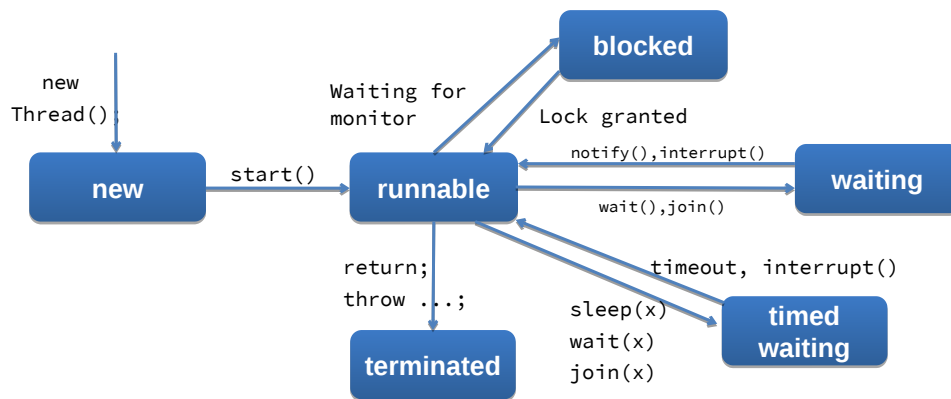 blocked
new
Thread();
Waiting for
monitor
Lock granted
notify(),interrupt()
new
start()
runnable
waiting
wait(),join()
return;
throw ...;
timeout, interrupt()
sleep(x)
wait(x)
join(x)
timed
waiting
terminated